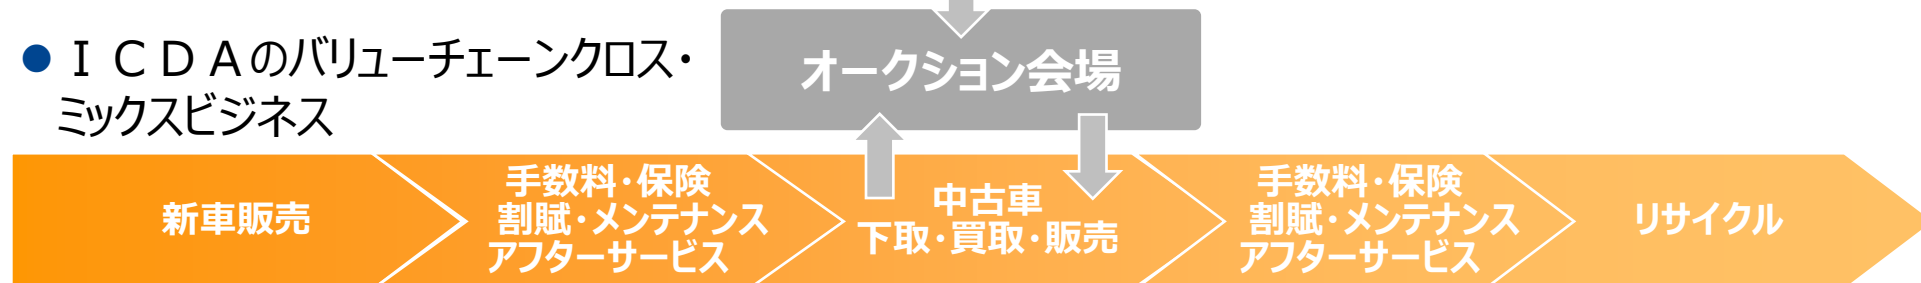 ● ＩＣＤＡのバリューチェーンクロス・
ミックスビジネス
オークション会場
新車販売
手数料・保険
割賦・メンテナンス
アフターサービス
中古車
下取・買取・販売
手数料・保険
割賦・メンテナンス
アフターサービス
リサイクル